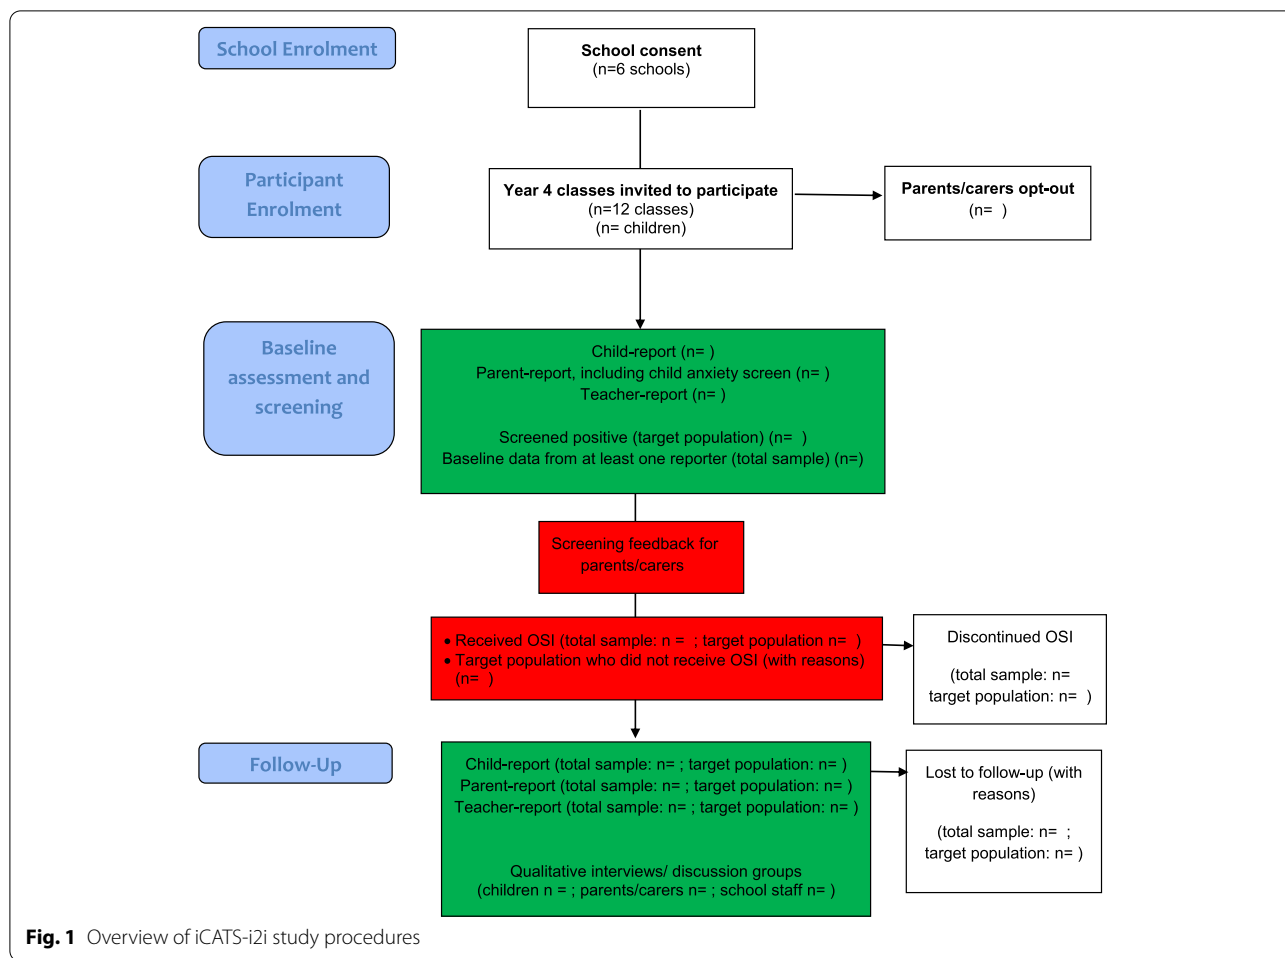 School Enrolment
School consent
(n=6 schools)
Participant
Enrolment
Year 4 classes invited to participate
(n=12 classes)
(n= children)
Parents/carers opt-out
(n=  )
Baseline
assessment and
screening
Child-report (n= )
Parent-report, including child anxiety screen (n= )
Teacher-report (n= )
Screened positive (target population) (n=  )
Baseline data from at least one reporter (total sample) (n=)
Screening feedback for
parents/carers
• Received OSI (total sample: n =  ; target population n=  )
• Target population who did not receive OSI (with reasons)
(n=  )
Discontinued OSI
(total sample: n=
target population: n=  )
Follow-Up
Child-report (total sample: n= ; target population: n= )
Parent-report (total sample: n= ; target population: n= )
Teacher-report (total sample: n= ; target population: n= )
Qualitative interviews/ discussion groups
(children n = ; parents/carers n= ; school staff n= )
Lost to follow-up (with
reasons)
(total sample: n=  ;
target population: n= )
Fig. 1 Overview of iCATS-i2i study procedures